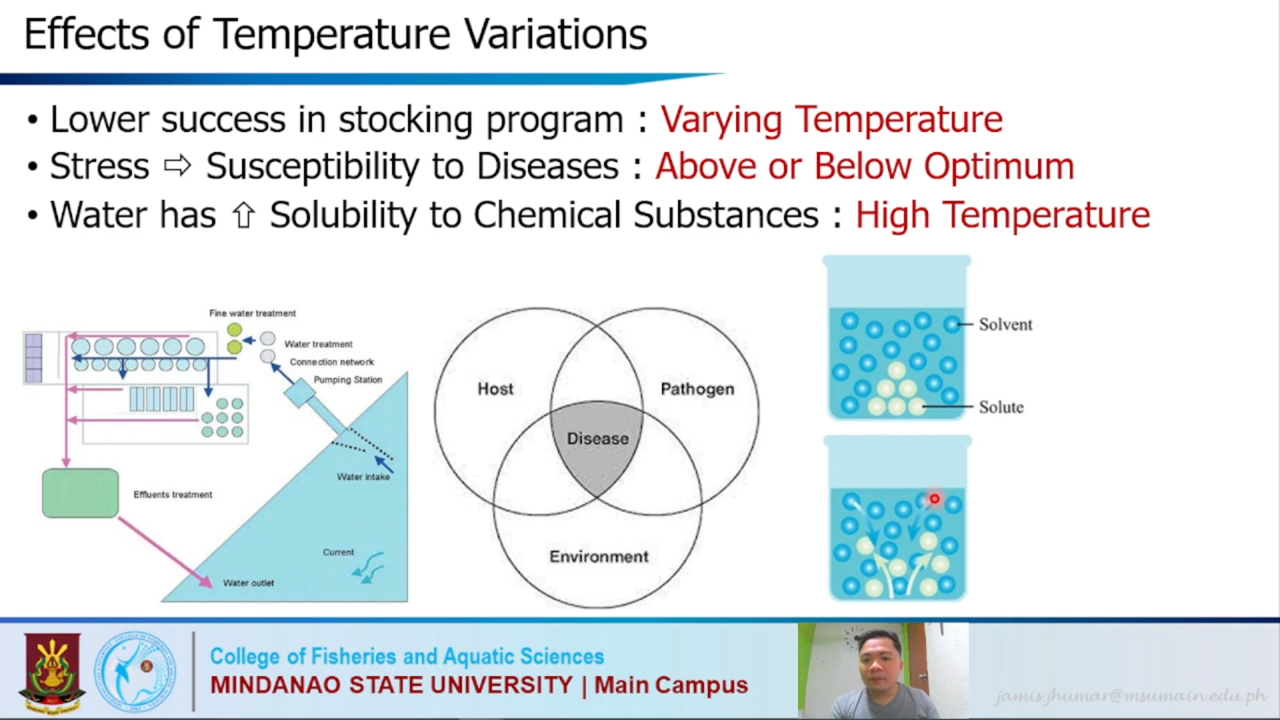 Effects of Temperature Variations
• Lower success in stocking program : Varying Temperature
• Stress ⇨ Susceptibility to Diseases : Above or Below Optimum
• Water has ⇧ Solubility to Chemical Substances : High Temperature
Fine water treatment
Water treatment
Connection network
Pumping Station
Water intake
Effluents treatment
Current
Water outlet
Host
Pathogen
Disease
Environment
Solvent
Solute
College of Fisheries and Aquatic Sciences
MINDANAO STATE UNIVERSITY | Main Campus
jamis.jhumar@msumain.edu.ph